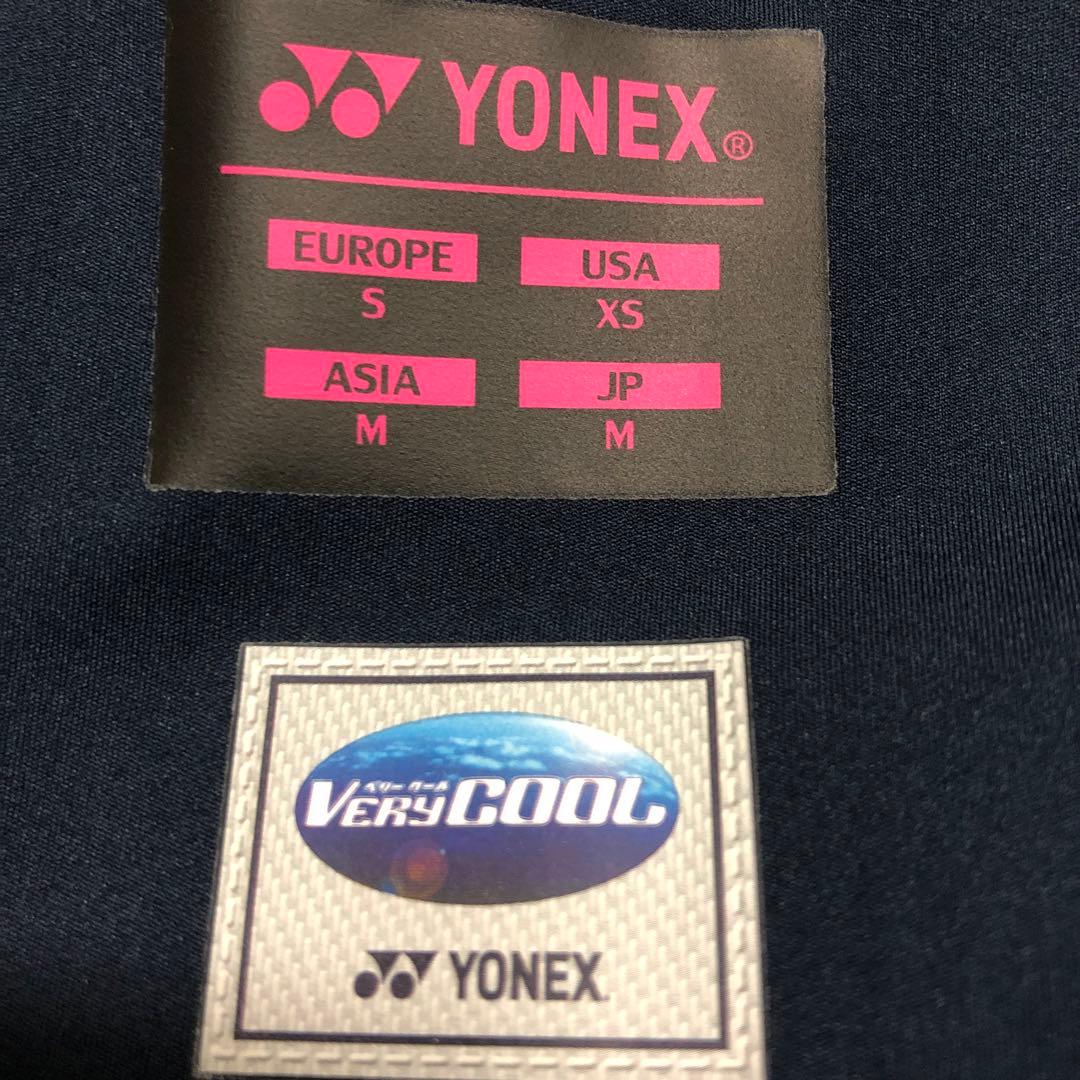 YONEX®
EUROPE USA
S XS
ASIA JP
M M
ベリー クール
VERYCOOL
YONEX